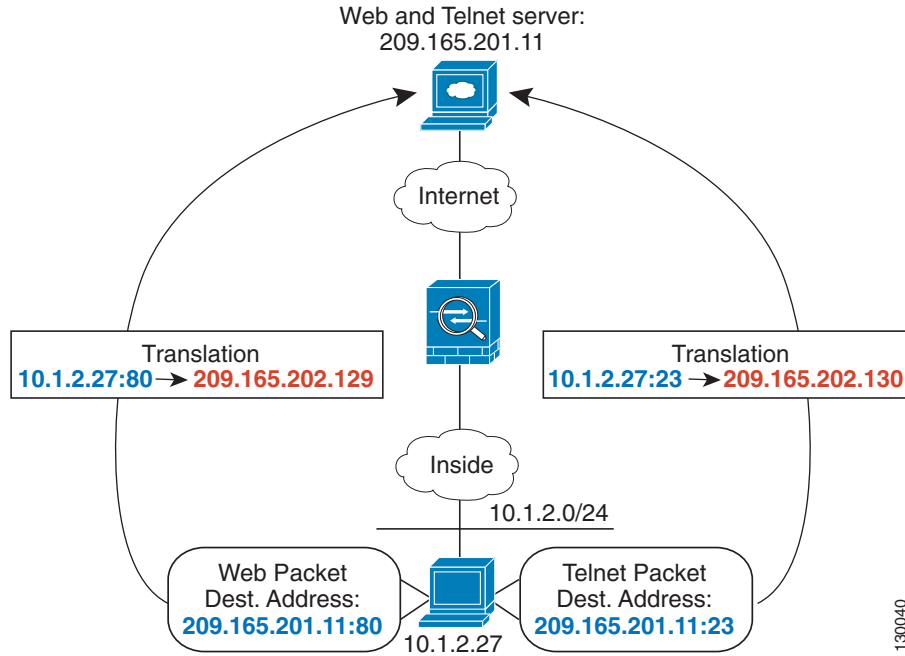 Web and Telnet server:
209.165.201.11
Internet
Translation
10.1.2.27:80 → 209.165.202.129
Translation
10.1.2.27:23 → 209.165.202.130
Inside
10.1.2.0/24
Web Packet
Dest. Address:
209.165.201.11:80
Telnet Packet
Dest. Address:
209.165.201.11:23
10.1.2.27
130040